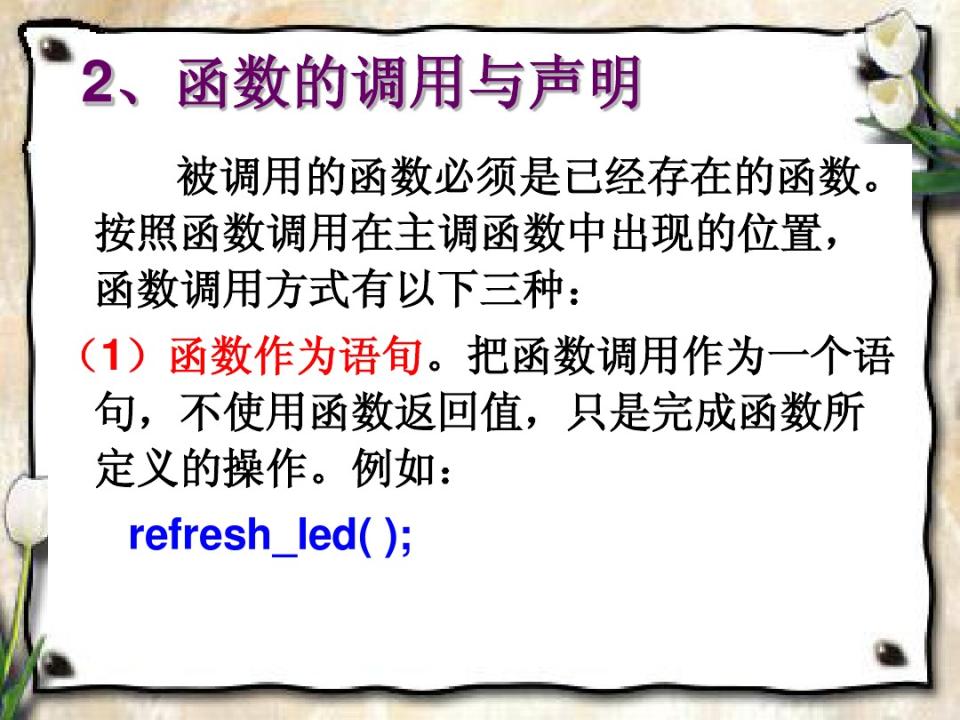 2、函数的调用与声明
被调用的函数必须是已经存在的函数。
按照函数调用在主调函数中出现的位置，
函数调用方式有以下三种：
（1）函数作为语旬。把函数调用作为一个语
句，不使用函数返回值，只是完成函数所
定义的操作。例如：
refresh_led( );